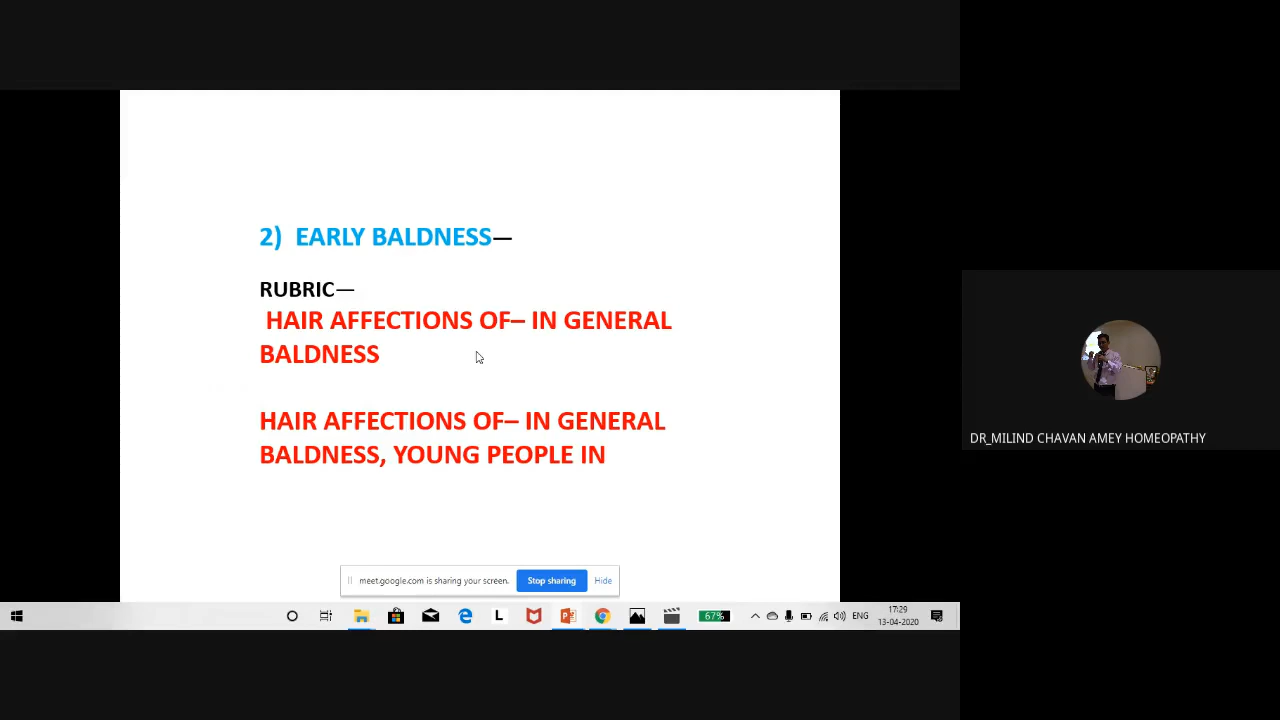 2) EARLY BALDNESS—
RUBRIC—
HAIR AFFECTIONS OF– IN GENERAL
BALDNESS
HAIR AFFECTIONS OF– IN GENERAL
BALDNESS, YOUNG PEOPLE IN
DR_MILIND CHAVAN AMEY HOMEOPATHY
meet.google.com is sharing your screen.
Stop sharing
Hide
L
67%
ENG
17:29
13-04-2020